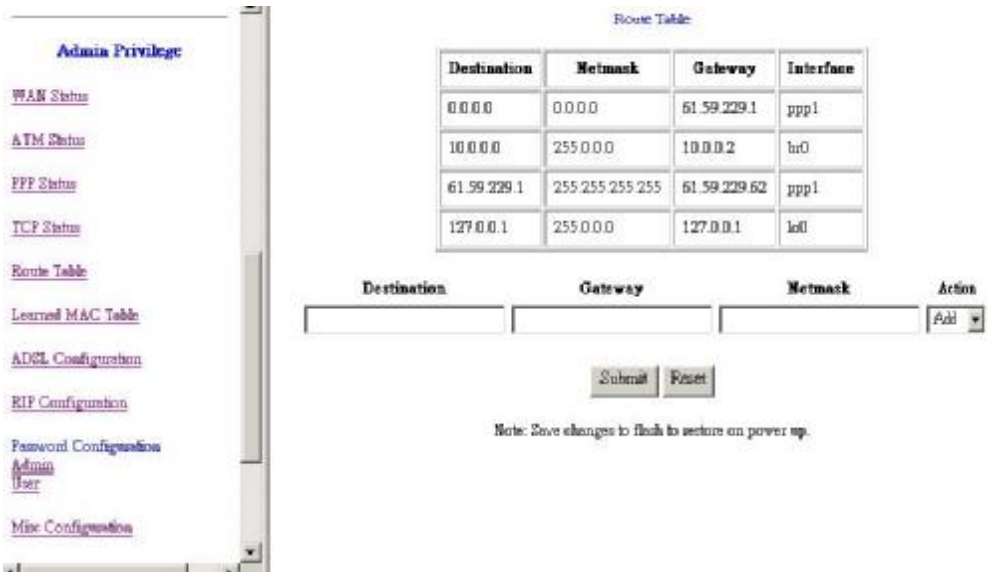 Admin Privilege
WAN Status
ATM Status
PPP Status
TCP Status
Route Table
Learned MAC Table
ADSL Configuration
RIP Configuration
Password Configuration
Admin
User
Misc Configuration
Route Table
Destination Netmask Gateway Interface
0.0.0.0 0.0.0.0 61.59.229.1 ppp1
10.0.0.0 255.0.0.0 10.0.0.2 br0
61.59.229.1 255.255.255.255 61.59.229.62 ppp1
127.0.0.1 255.0.0.0 127.0.0.1 lo0
Destination Gateway Netmask Action
Add
Submit Reset
Note: Save changes to flash to restore on power up.